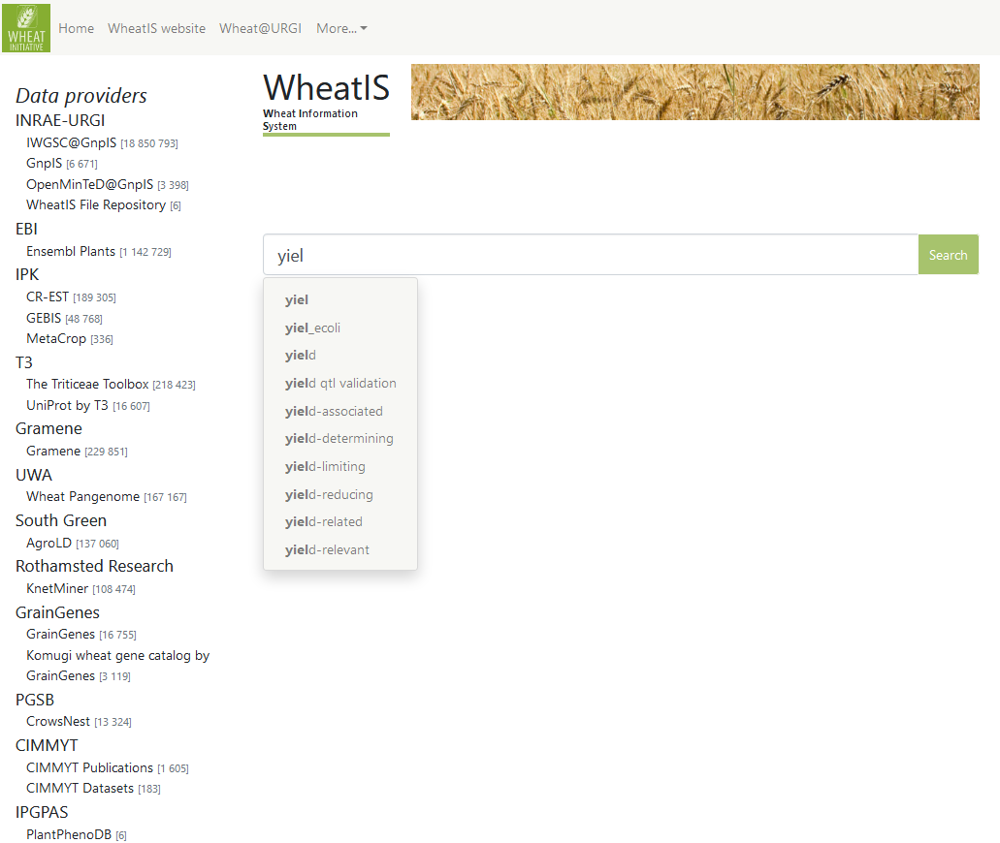 WHEAT
INITIATIVE
Home WheatIS website Wheat@URGI More...
Data providers
INRAE-URGI
IWGSC@GnpIS [18 850 793]
GnpIS [6 671]
OpenMinTeD@GnpIS [3 398]
WheatIS File Repository [6]
EBI
Ensembl Plants [1 142 729]
IPK
CR-EST [189 305]
GEBIS [48 768]
MetaCrop [336]
T3
The Triticeae Toolbox [218 423]
UniProt by T3 [16 607]
Gramene
Gramene [229 851]
UWA
Wheat Pangenome [167 167]
South Green
AgroLD [137 060]
Rothamsted Research
KnetMiner [108 474]
GrainGenes
GrainGenes [16 755]
Komugi wheat gene catalog by
GrainGenes [3 119]
PGSB
CrowsNest [13 324]
CIMMYT
CIMMYT Publications [1 605]
CIMMYT Datasets [183]
IPGPAS
PlantPhenoDB [6]
WheatIS
Wheat Information
System
yiel
Search
yiel
yiel_ecoli
yield
yield qtl validation
yield-associated
yield-determining
yield-limiting
yield-reducing
yield-related
yield-relevant